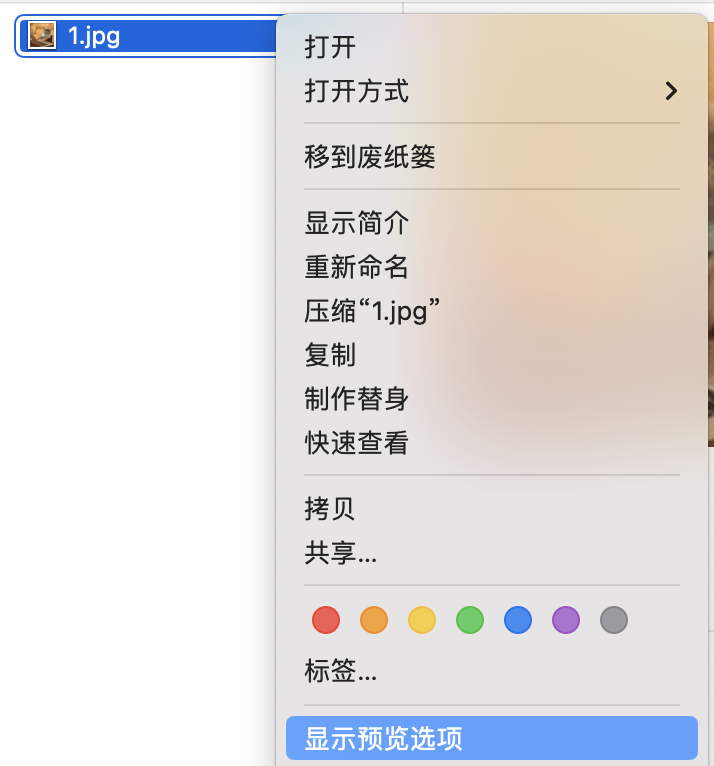 1.jpg
打开
打开方式
移到废纸篓
显示简介
重新命名
压缩“1.jpg”
复制
制作替身
快速查看
拷贝
共享...
标签...
显示预览选项